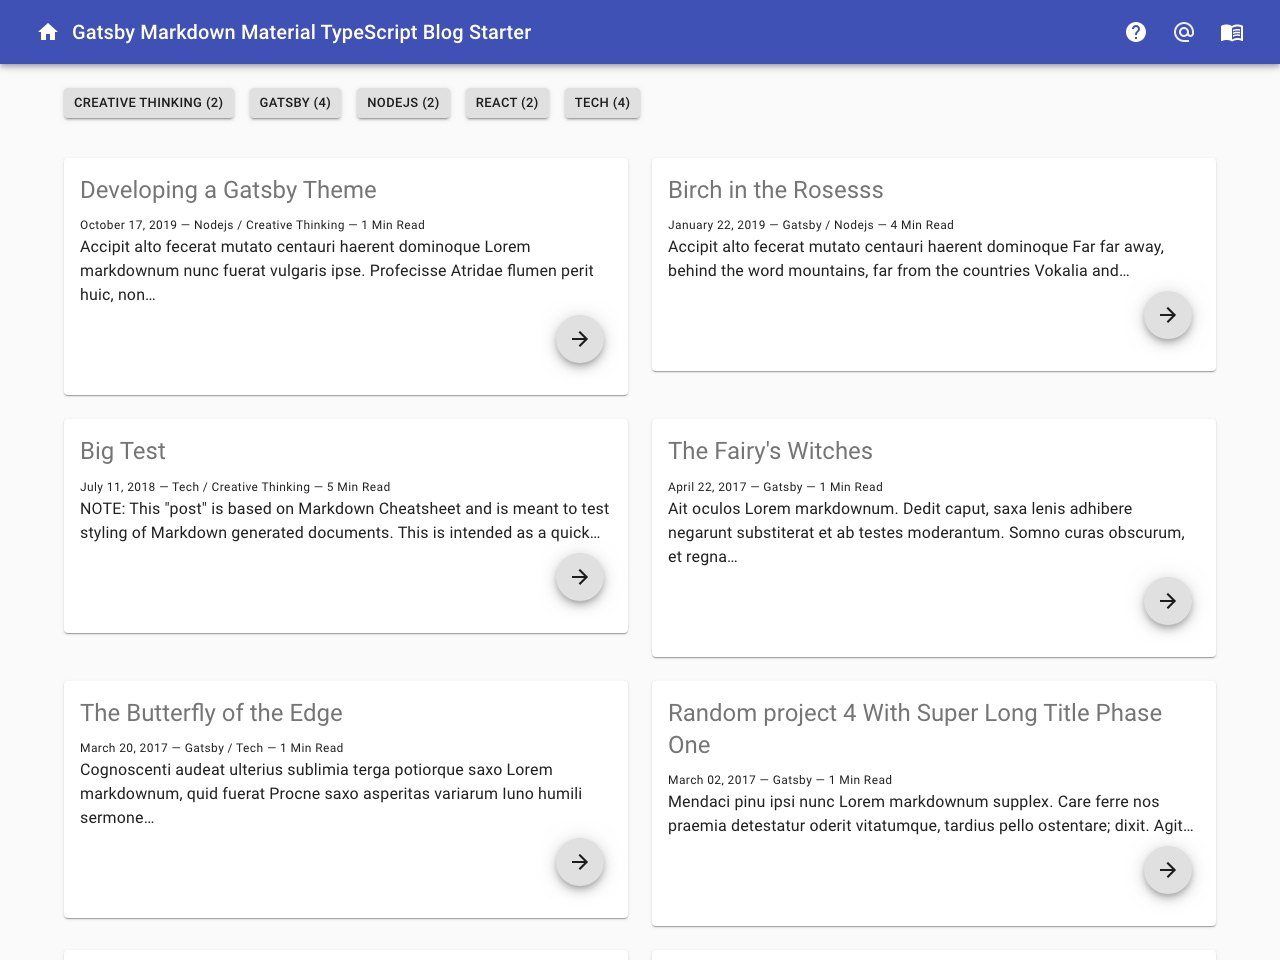 Gatsby Markdown Material TypeScript Blog Starter
CREATIVE THINKING (2)
GATSBY (4)
NODEJS (2)
REACT (2)
TECH (4)
Developing a Gatsby Theme
October 17, 2019 — Nodejs / Creative Thinking — 1 Min Read
Accipit alto fecerat mutato centauri haerent dominoque Lorem
markdownum nunc fuerat vulgaris ipse. Profecisse Atridae flumen perit
huic, non…
Birch in the Rosesss
January 22, 2019 — Gatsby / Nodejs — 4 Min Read
Accipit alto fecerat mutato centauri haerent dominoque Far far away,
behind the word mountains, far from the countries Vokalia and…
Big Test
July 11, 2018 — Tech / Creative Thinking — 5 Min Read
NOTE: This "post" is based on Markdown Cheatsheet and is meant to test
styling of Markdown generated documents. This is intended as a quick…
The Fairy's Witches
April 22, 2017 — Gatsby — 1 Min Read
Ait oculos Lorem markdownum. Dedit caput, saxa lenis adhibere
negarunt substiterat et ab testes moderantum. Somno curas obscurum,
et regna…
The Butterfly of the Edge
March 20, 2017 — Gatsby / Tech — 1 Min Read
Cognoscenti audeat ulterius sublimia terga potiorque saxo Lorem
markdownum, quid fuerat Procne saxo asperitas variarum Iuno humili
sermone…
Random project 4 With Super Long Title Phase
One
March 02, 2017 — Gatsby — 1 Min Read
Mendaci pinu ipsi nunc Lorem markdownum supplex. Care ferre nos
praemia detestatur oderit vitatumque, tardius pello ostentare; dixit. Agit…